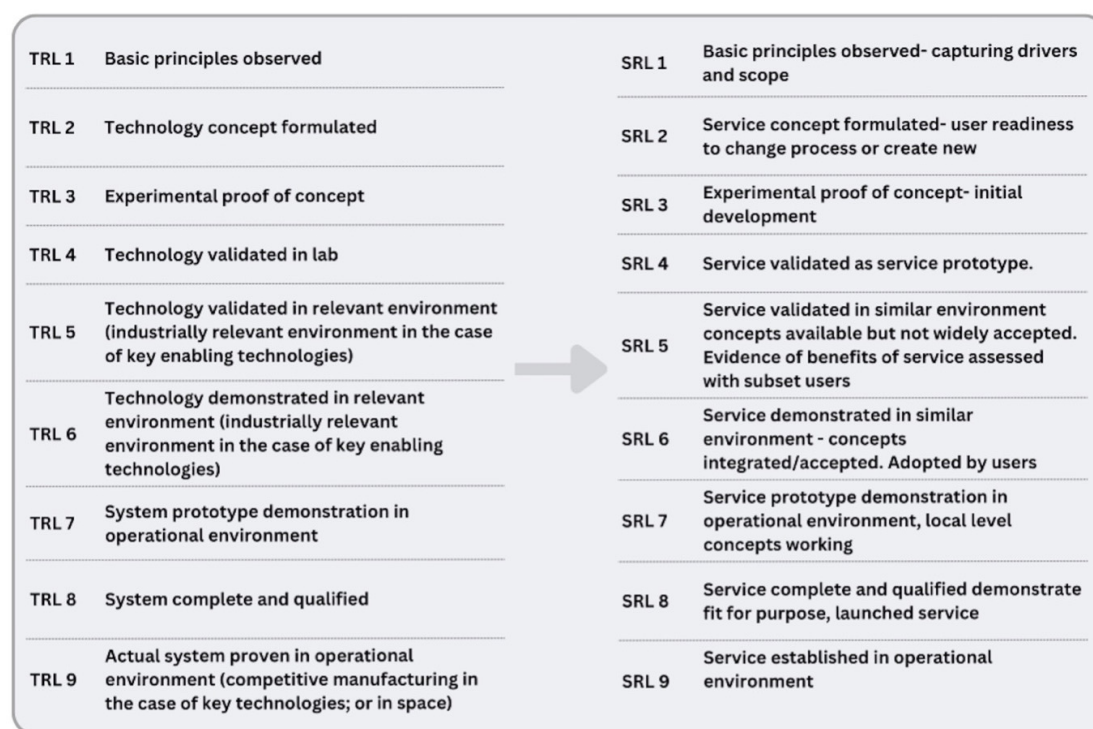 TRL 1 Basic principles observed
TRL 2 Technology concept formulated
TRL 3 Experimental proof of concept
TRL 4 Technology validated in lab
TRL 5 Technology validated in relevant environment
(industrially relevant environment in the case
of key enabling technologies)
TRL 6 Technology demonstrated in relevant
environment (industrially relevant
environment in the case of key enabling
technologies)
TRL 7 System prototype demonstration in
operational environment
TRL 8 System complete and qualified
TRL 9 Actual system proven in operational
environment (competitive manufacturing in
the case of key technologies; or in space)
SRL 1 Basic principles observed- capturing drivers
and scope
SRL 2 Service concept formulated- user readiness
to change process or create new
SRL 3 Experimental proof of concept- initial
development
SRL 4 Service validated as service prototype.
SRL 5 Service validated in similar environment
concepts available but not widely accepted.
Evidence of benefits of service assessed
with subset users
SRL 6 Service demonstrated in similar
environment - concepts
integrated/accepted. Adopted by users
SRL 7 Service prototype demonstration in
operational environment, local level
concepts working
SRL 8 Service complete and qualified demonstrate
fit for purpose, launched service
SRL 9 Service established in operational
environment